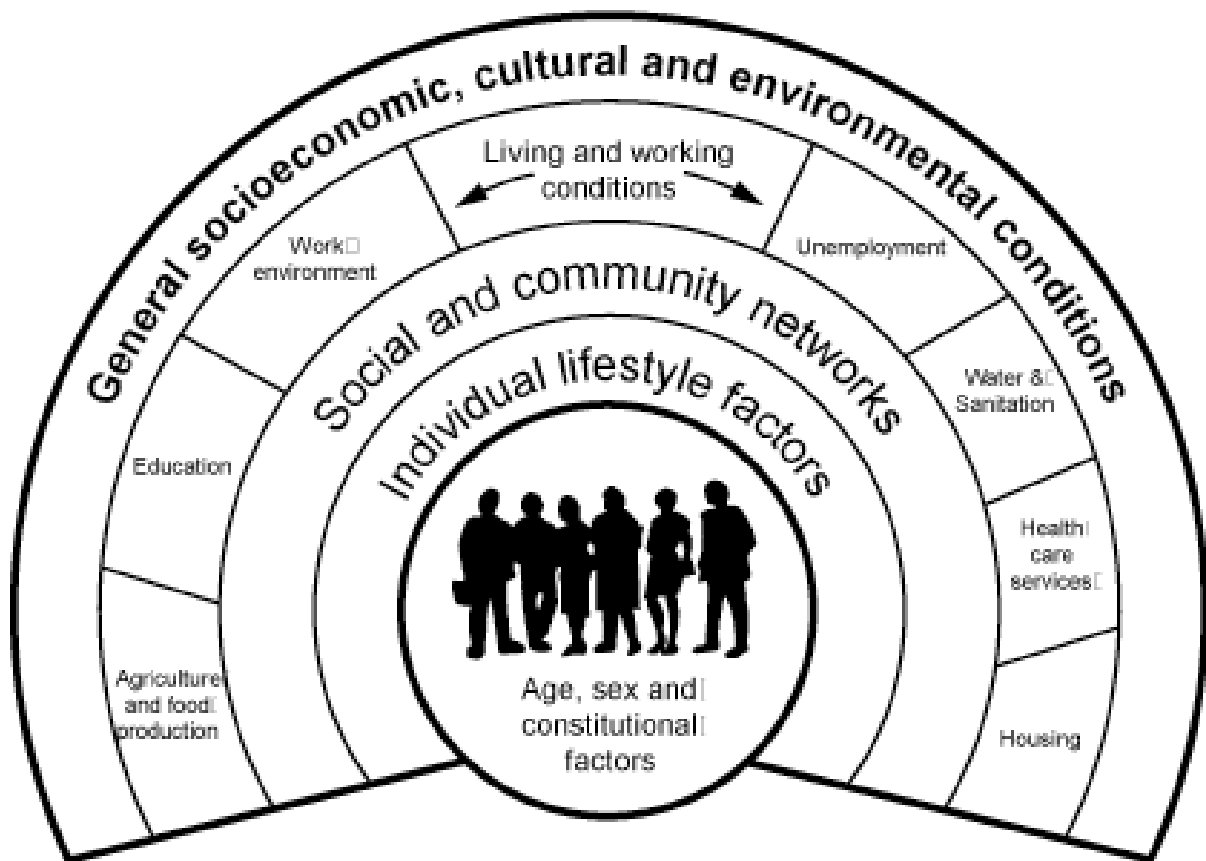 General socioeconomic, cultural and environmental conditions
Living and working
conditions
Work
environment
Unemployment
Education
Water &
Sanitation
Agriculture
and food
production
Health
care
services
Housing
Social and community networks
Individual lifestyle factors
Age, sex and
constitutional
factors